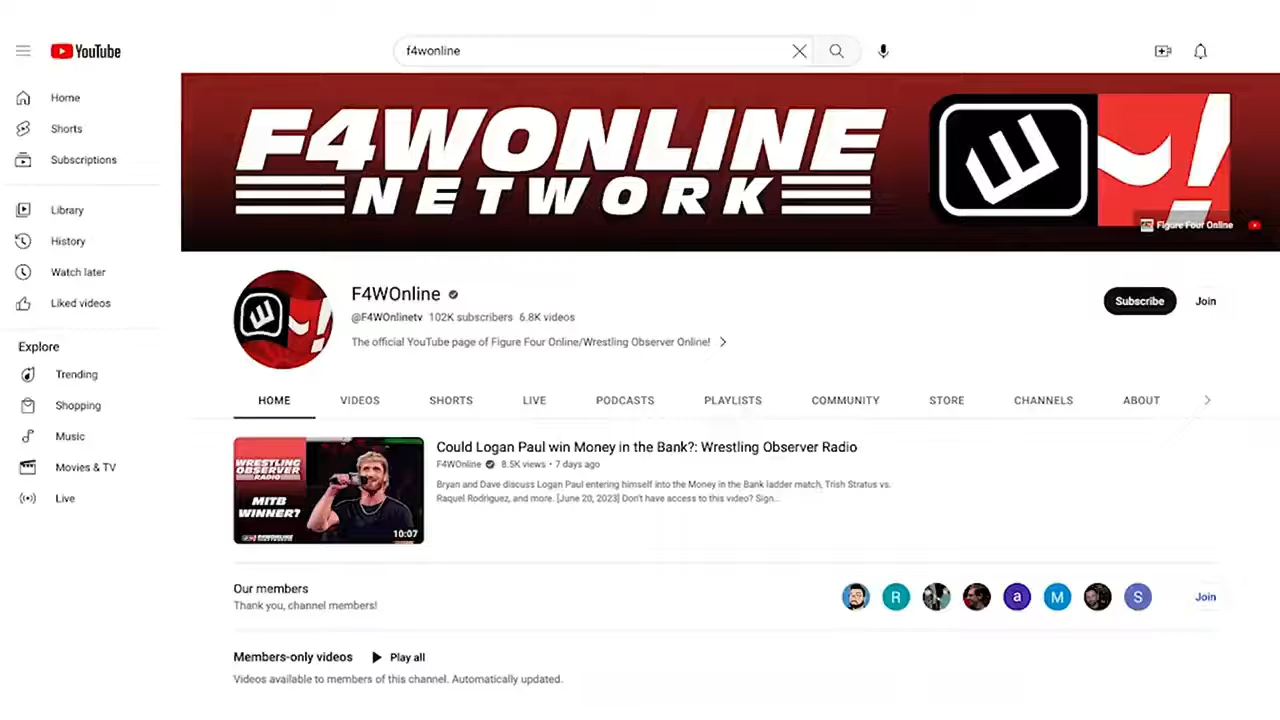 YouTube
f4wonline
Home
Shorts
Subscriptions
Library
History
Watch later
Liked videos
Explore
Trending
Shopping
Music
Movies & TV
Live
F4WONLINE
NETWORK
Figure Four Online
F4WOnline
@F4WOnlinetv 102K subscribers 6.8K videos
The official YouTube page of Figure Four Online/Wrestling Observer Online!
Subscribe
Join
HOME
VIDEOS
SHORTS
LIVE
PODCASTS
PLAYLISTS
COMMUNITY
STORE
CHANNELS
ABOUT
WRESTLING
OBSERVER
RADIO
MITB
WINNER?
F4WONLINE
NETWORK
10:07
Could Logan Paul win Money in the Bank?: Wrestling Observer Radio
F4WOnline 8.5K views • 7 days ago
Bryan and Dave discuss Logan Paul entering himself into the Money in the Bank ladder match, Trish Stratus vs.
Raquel Rodriguez, and more. [June 20, 2023] Don't have access to this video? Sign...
Our members
Thank you, channel members!
R
a
M
S
Join
Members-only videos
Play all
Videos available to members of this channel. Automatically updated.